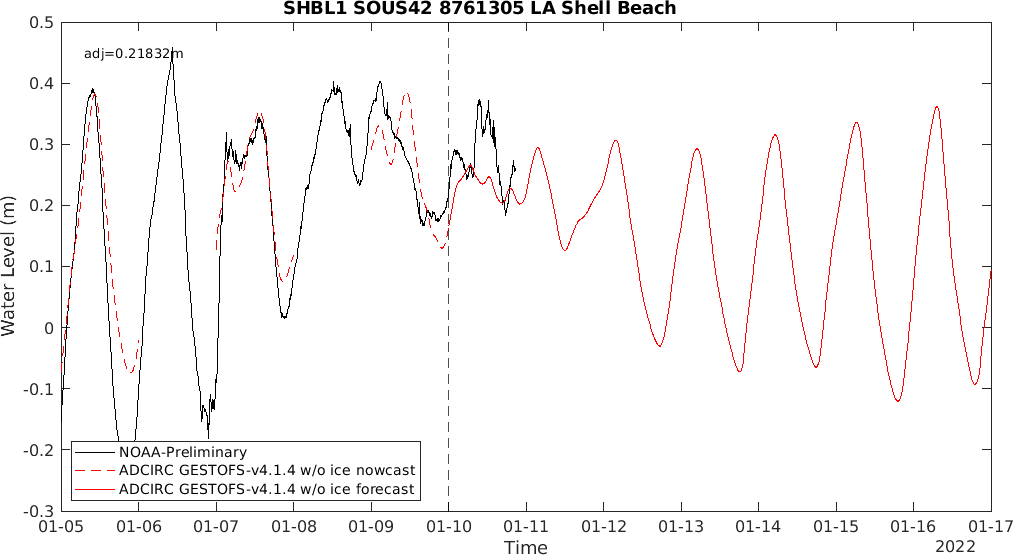 SHBL1 SOUS42 8761305 LA Shell Beach
adj=0.21832m
Water Level (m)
0.5
0.4
0.3
0.2
0.1
0
-0.1
-0.2
-0.3
NOAA-Preliminary
ADCIRC GESTOFS-v4.1.4 w/o ice nowcast
ADCIRC GESTOFS-v4.1.4 w/o ice forecast
01-05 01-06 01-07 01-08 01-09 01-10 01-11 01-12 01-13 01-14 01-15 01-16 01-17
Time
2022